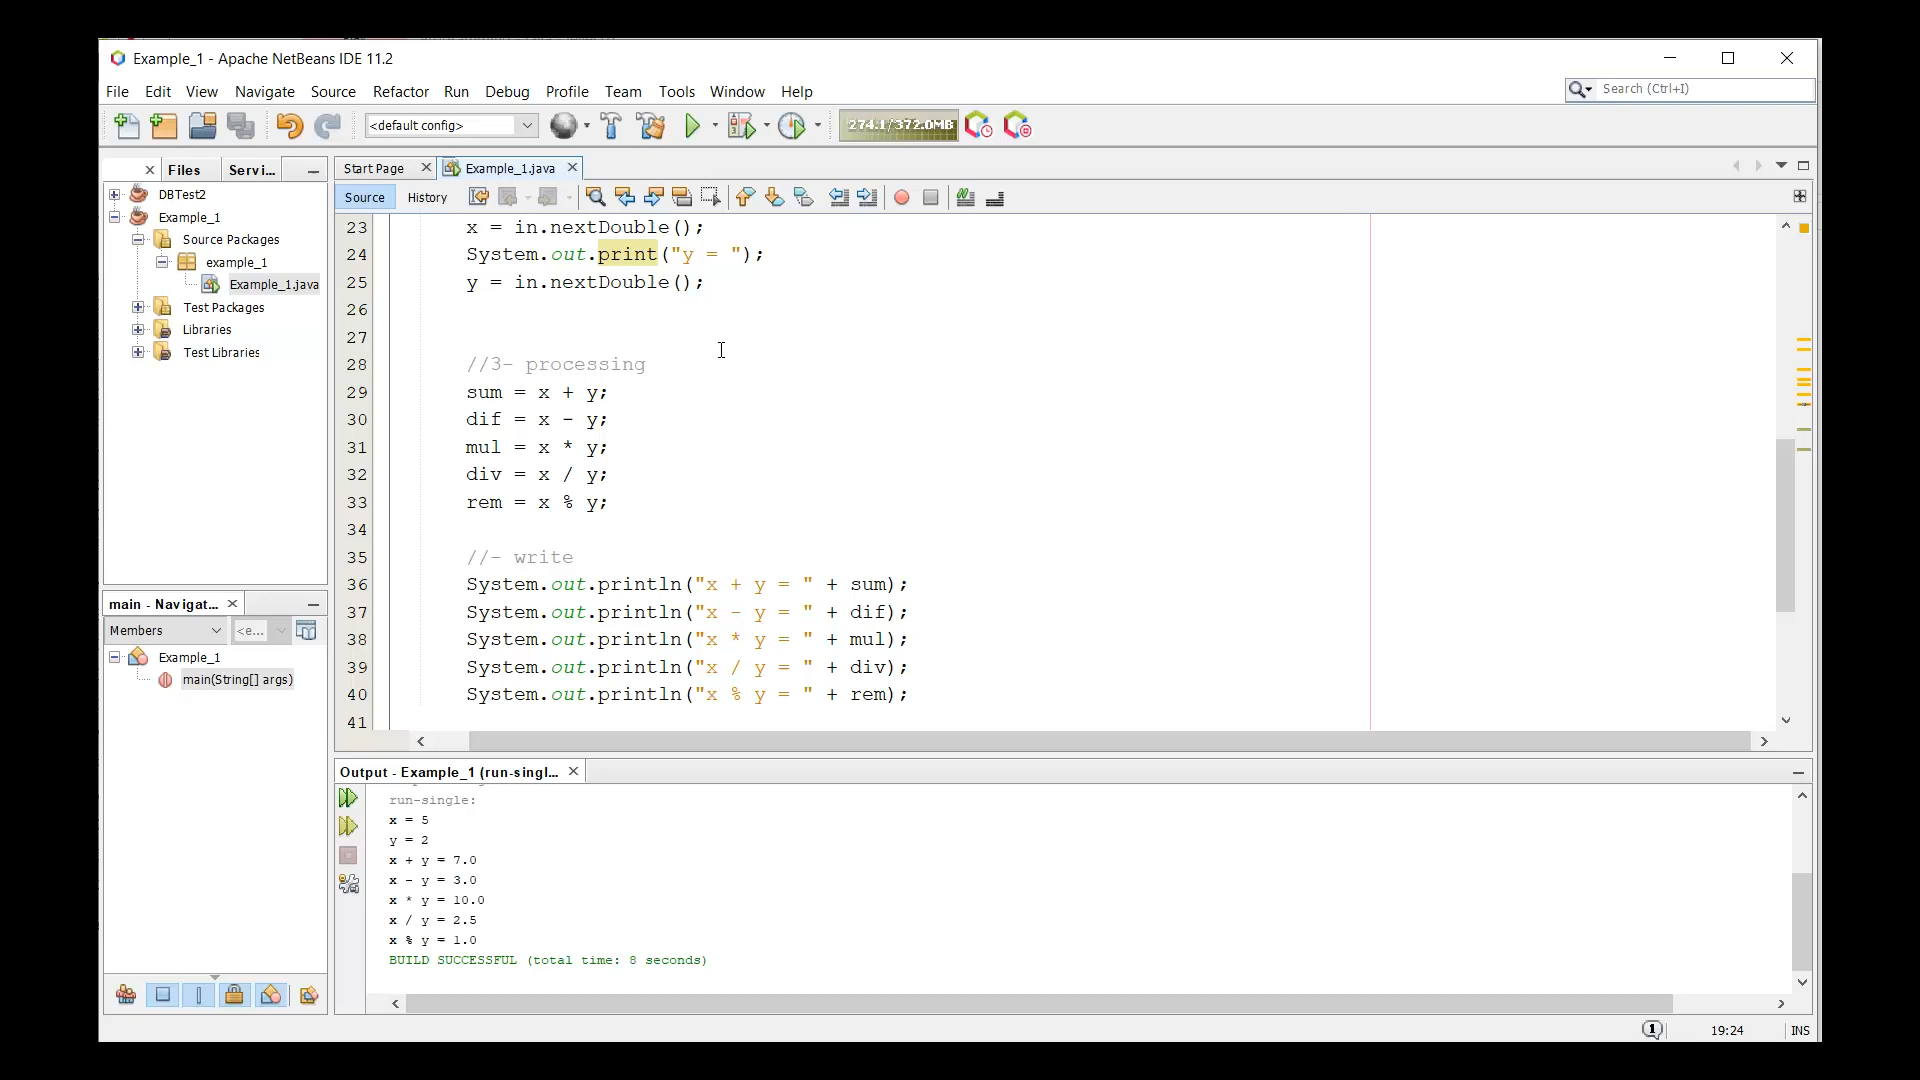 Example_1 - Apache NetBeans IDE 11.2
File Edit View Navigate Source Refactor Run Debug Profile Team Tools Window Help
Search (Ctrl+I)
<default config>
274.1/372.0MB
Files Servi...
Start Page Example_1.java
Source History
DBTest2
Example_1
Source Packages
example_1
Example_1.java
Test Packages
Libraries
Test Libraries
23 x = in.nextDouble();
24 System.out.print("y = ");
25 y = in.nextDouble();
26
27
28 //3- processing
29 sum = x + y;
30 dif = x - y;
31 mul = x * y;
32 div = x / y;
33 rem = x % y;
34
35 //- write
36 System.out.println("x + y = " + sum);
37 System.out.println("x - y = " + dif);
38 System.out.println("x * y = " + mul);
39 System.out.println("x / y = " + div);
40 System.out.println("x % y = " + rem);
41
main - Navigat...
Members <e...
Example_1
main(String[] args)
Output - Example_1 (run-singl...
run-single:
x = 5
y = 2
x + y = 7.0
x - y = 3.0
x * y = 10.0
x / y = 2.5
x % y = 1.0
BUILD SUCCESSFUL (total time: 8 seconds)
1 19:24 INS